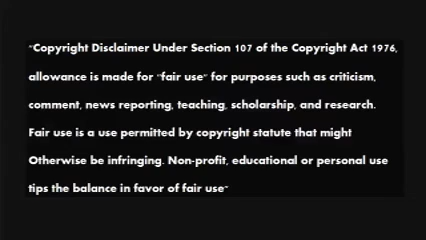 "Copyright Disclaimer Under Section 107 of the Copyright Act 1976,
allowance is made for "fair use" for purposes such as criticism,
comment, news reporting, teaching, scholarship, and research.
Fair use is a use permitted by copyright statute that might
Otherwise be infringing. Non-profit, educational or personal use
tips the balance in favor of fair use"